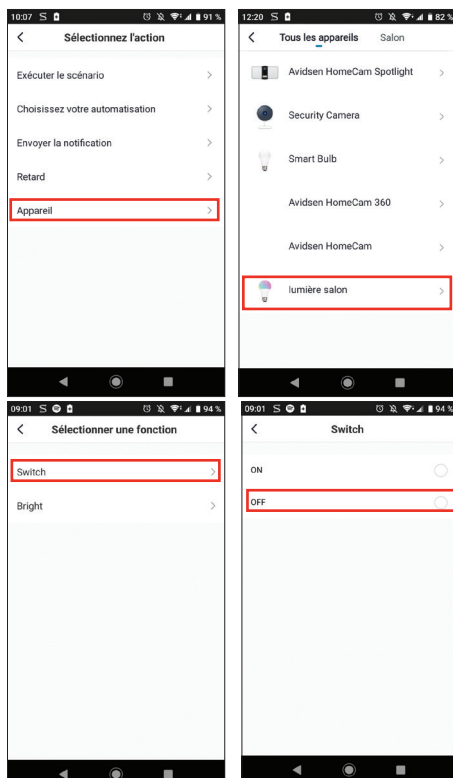 10:07 91 %
Sélectionnez l'action
Exécuter le scénario
Choisissez votre automatisation
Envoyer la notification
Retard
Appareil
12:20 82 %
Tous les appareils Salon
Avidsen HomeCam Spotlight
Security Camera
Smart Bulb
Avidsen HomeCam 360
Avidsen HomeCam
lumière salon
09:01 94 %
Sélectionner une fonction
Switch
Bright
09:01 94 %
Switch
ON
OFF